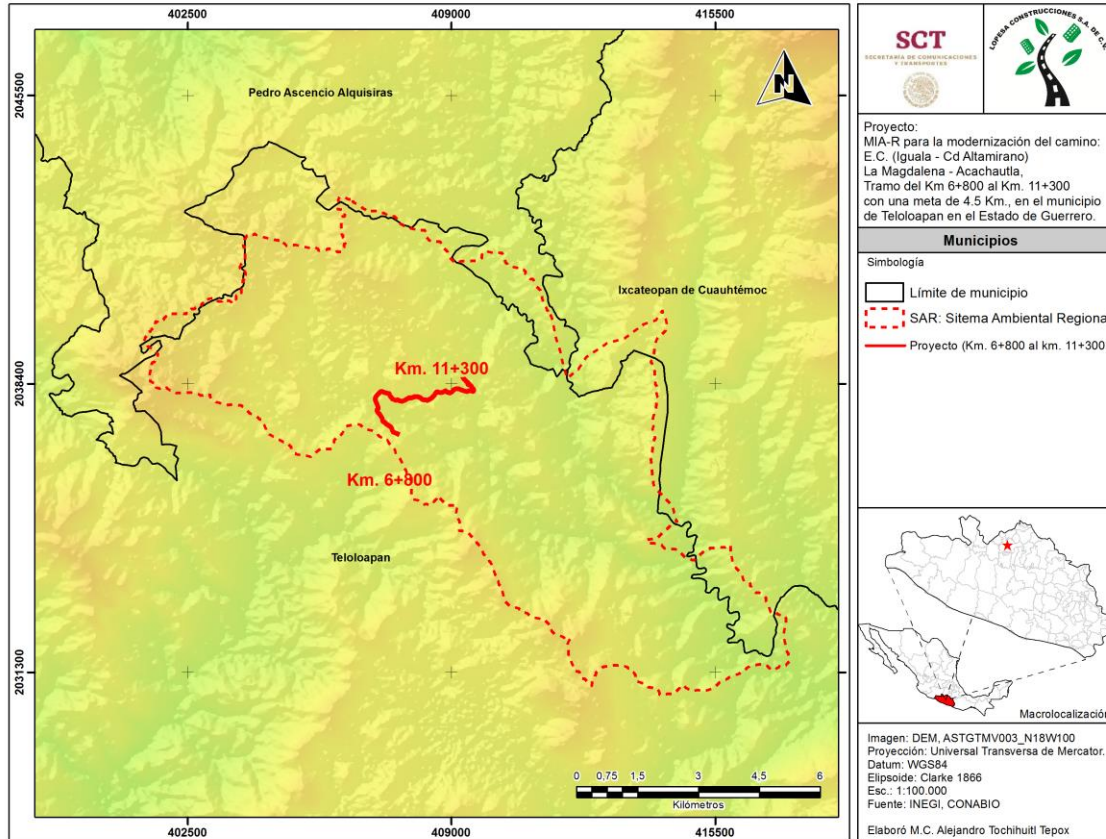 402500 409000 415500
2045500
2038400
2031300
402500 409000 415500
Pedro Ascencio Alquisiras
Ixcateopan de Cuauhtémoc
Km. 11+300
Km. 6+800
Teloloapan
N
0 0,75 1,5 3 4,5 6
Kilómetros
SCT
SECRETARÍA DE COMUNICACIONES
Y TRANSPORTES
LOPESA CONSTRUCCIONES S.A. DE C.V.
Proyecto:
MIA-R para la modernización del camino:
E.C. (Iguala - Cd Altamirano)
La Magdalena - Acachautla,
Tramo del Km 6+800 al Km. 11+300
con una meta de 4.5 Km., en el municipio
de Teloloapan en el Estado de Guerrero.
Municipios
Simbología
Límite de municipio
SAR: Sitema Ambiental Regional
Proyecto (Km. 6+800 al km. 11+300
Macrolocalización
Imagen: DEM, ASTGTMV003_N18W100
Proyección: Universal Transversa de Mercator.
Datum: WGS84
Elipsoide: Clarke 1866
Esc.: 1:100.000
Fuente: INEGI, CONABIO
Elaboró M.C. Alejandro Tochihuitl Tepox